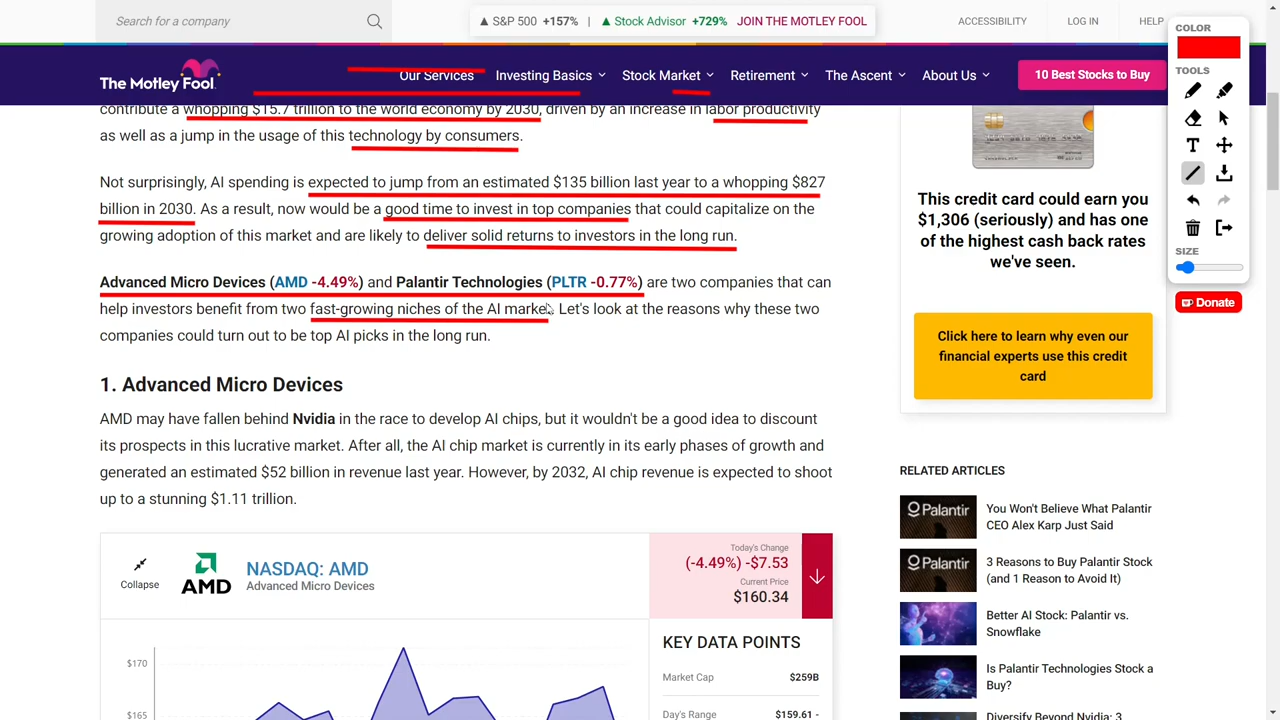 Search for a company
▲ S&P 500 +157% | ▲ Stock Advisor +729% JOIN THE MOTLEY FOOL
ACCESSIBILITY LOG IN HELP
The Motley Fool
Our Services Investing Basics Stock Market Retirement The Ascent About Us
10 Best Stocks to Buy
contribute a whopping $15.7 trillion to the world economy by 2030, driven by an increase in labor productivity
as well as a jump in the usage of this technology by consumers.
Not surprisingly, AI spending is expected to jump from an estimated $135 billion last year to a whopping $827
billion in 2030. As a result, now would be a good time to invest in top companies that could capitalize on the
growing adoption of this market and are likely to deliver solid returns to investors in the long run.
Advanced Micro Devices (AMD -4.49%) and Palantir Technologies (PLTR -0.77%) are two companies that can
help investors benefit from two fast-growing niches of the AI market. Let's look at the reasons why these two
companies could turn out to be top AI picks in the long run.
1. Advanced Micro Devices
AMD may have fallen behind Nvidia in the race to develop AI chips, but it wouldn't be a good idea to discount
its prospects in this lucrative market. After all, the AI chip market is currently in its early phases of growth and
generated an estimated $52 billion in revenue last year. However, by 2032, AI chip revenue is expected to shoot
up to a stunning $1.11 trillion.
Collapse
AMD
NASDAQ: AMD
Advanced Micro Devices
Today's Change
(-4.49%) -$7.53
Current Price
$160.34
$170
$165
KEY DATA POINTS
Market Cap $259B
Day's Range $159.61 -
This credit card could earn you
$1,306 (seriously) and has one
of the highest cash back rates
we've seen.
Click here to learn why even our
financial experts use this credit
card
RELATED ARTICLES
Palantir
You Won't Believe What Palantir
CEO Alex Karp Just Said
Palantir
3 Reasons to Buy Palantir Stock
(and 1 Reason to Avoid It)
Better AI Stock: Palantir vs.
Snowflake
Is Palantir Technologies Stock a
Buy?
Diversify Beyond Nvidia: 3
COLOR
TOOLS
T
SIZE
Donate